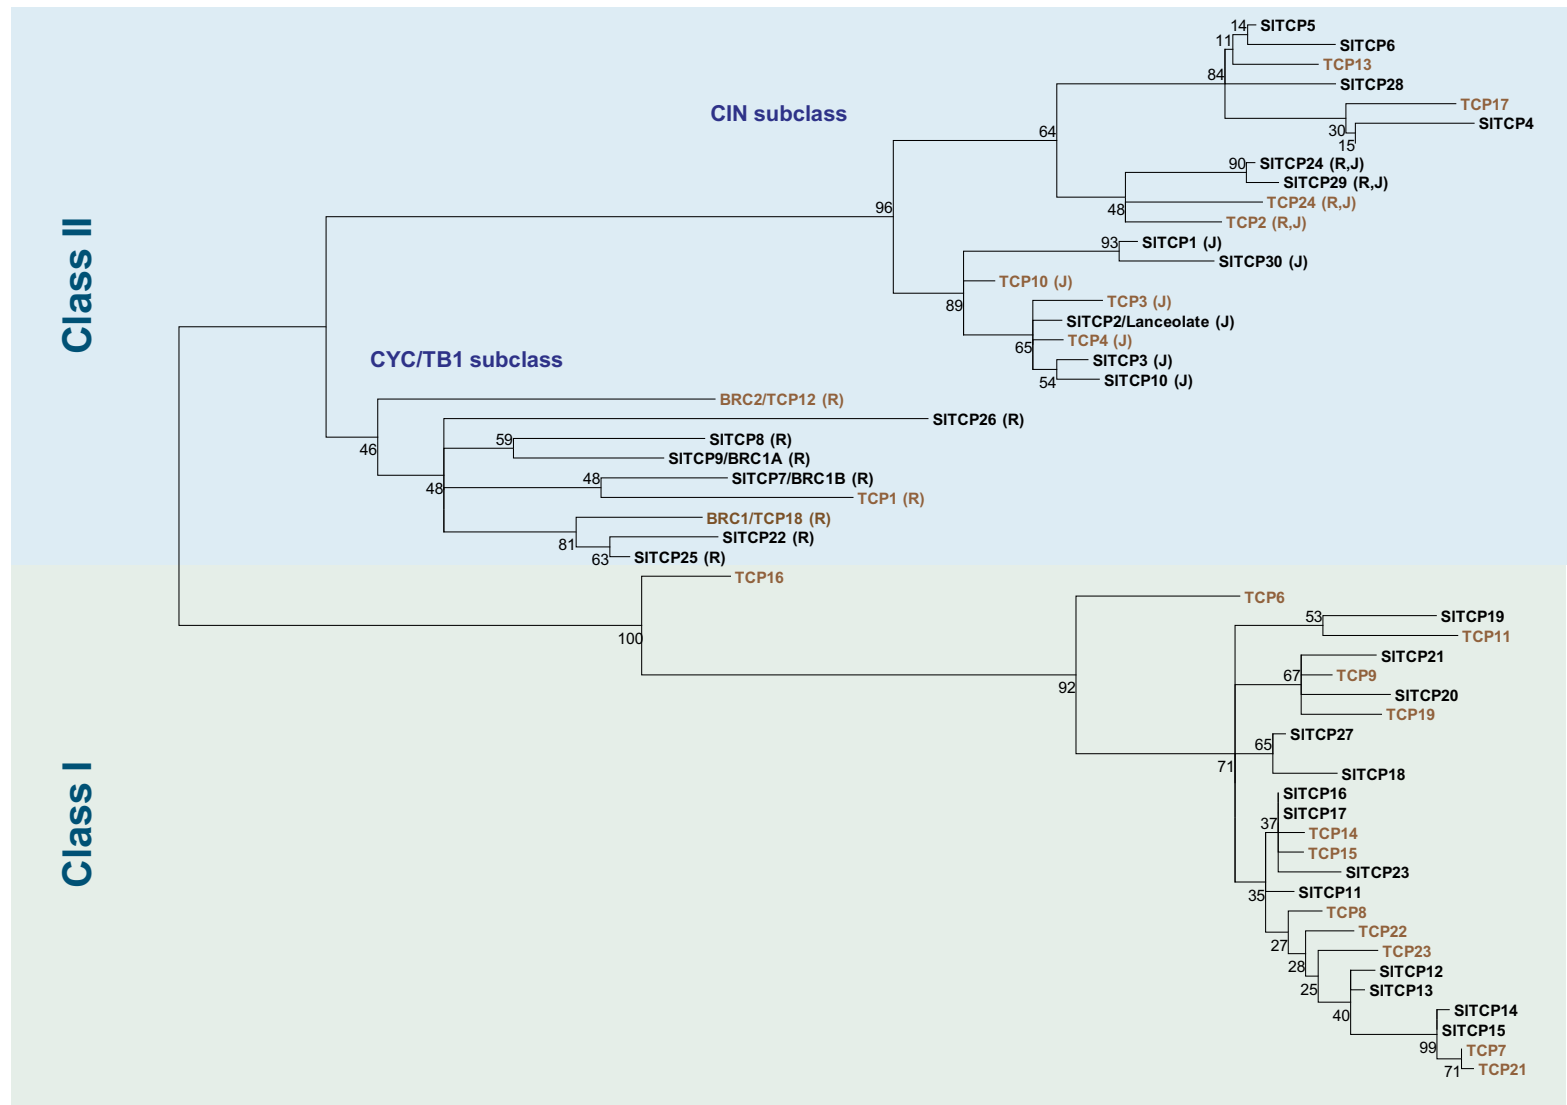 14
SlTCP5
11
SlTCP6
TCP13
84
SlTCP28
CIN subclass
TCP17
30
SlTCP4
64
15
90
SlTCP24 (R,J)
SlTCP29 (R,J)
TCP24 (R,J)
48
TCP2 (R,J)
96
Class II
93
SlTCP1 (J)
SlTCP30 (J)
TCP10 (J)
89
TCP3 (J)
SlTCP2/Lanceolate (J)
TCP4 (J)
65
SlTCP3 (J)
54
SlTCP10 (J)
CYC/TB1 subclass
BRC2/TCP12 (R)
SlTCP26 (R)
46
59
SlTCP8 (R)
SlTCP9/BRC1A (R)
48
48
SlTCP7/BRC1B (R)
TCP1 (R)
BRC1/TCP18 (R)
81
SlTCP22 (R)
63
SlTCP25 (R)
TCP16
100
TCP6
53
SlTCP19
TCP11
92
SlTCP21
67
TCP9
SlTCP20
TCP19
SlTCP27
65
71
SlTCP18
Class I
SlTCP16
SlTCP17
37
TCP14
TCP15
SlTCP23
35
SlTCP11
TCP8
27
TCP22
28
TCP23
25
SlTCP12
SlTCP13
40
SlTCP14
SlTCP15
99
TCP7
71
TCP21